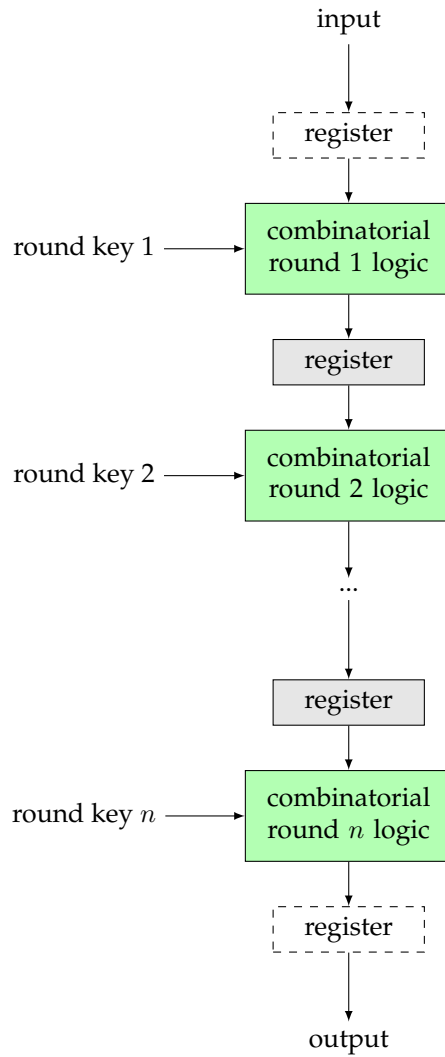 input
register
round key 1
combinatorial
round 1 logic
register
round key 2
combinatorial
round 2 logic
...
register
round key n
combinatorial
round n logic
register
output